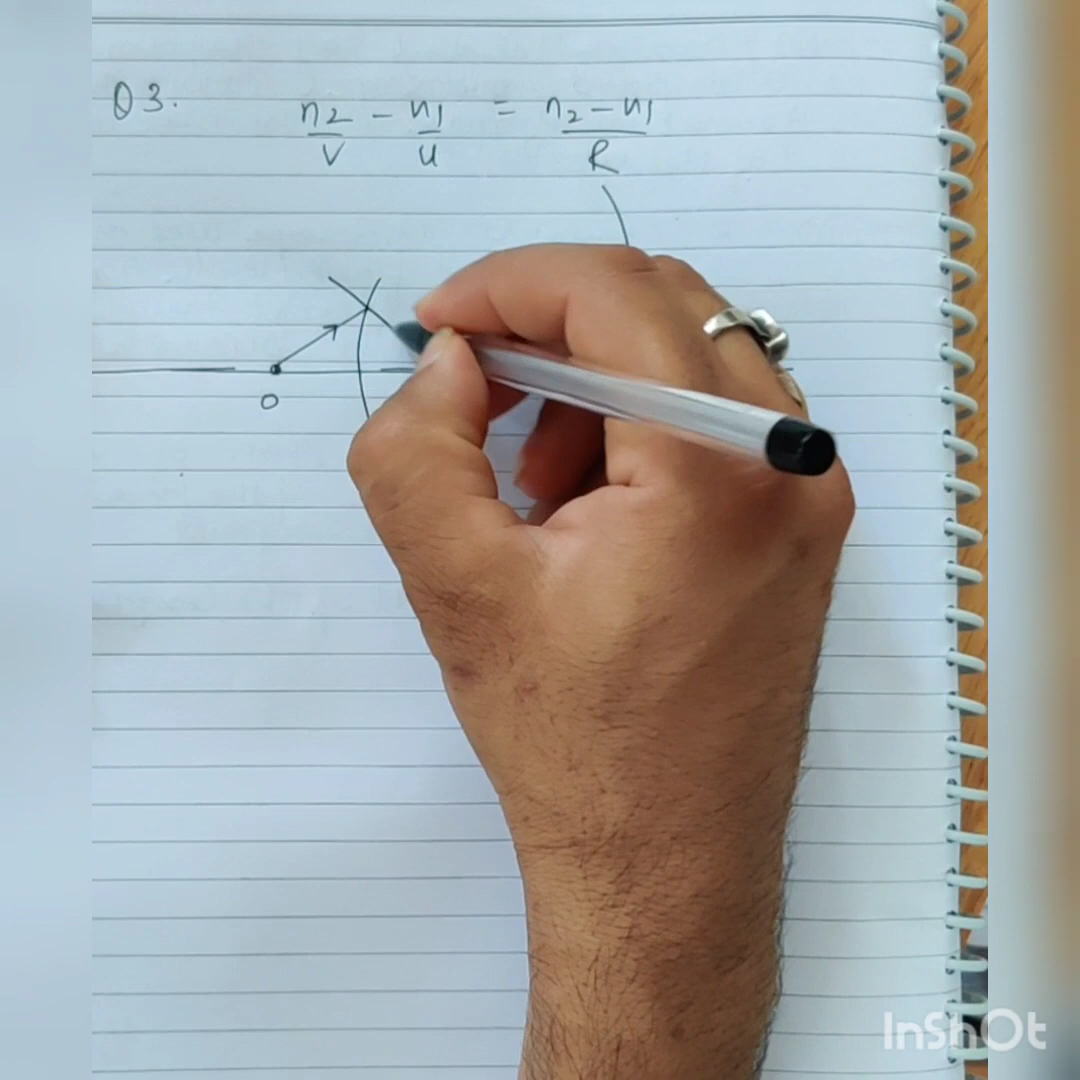 Q3. n2/v - n1/u = n2 - n1/R
O
InShOt